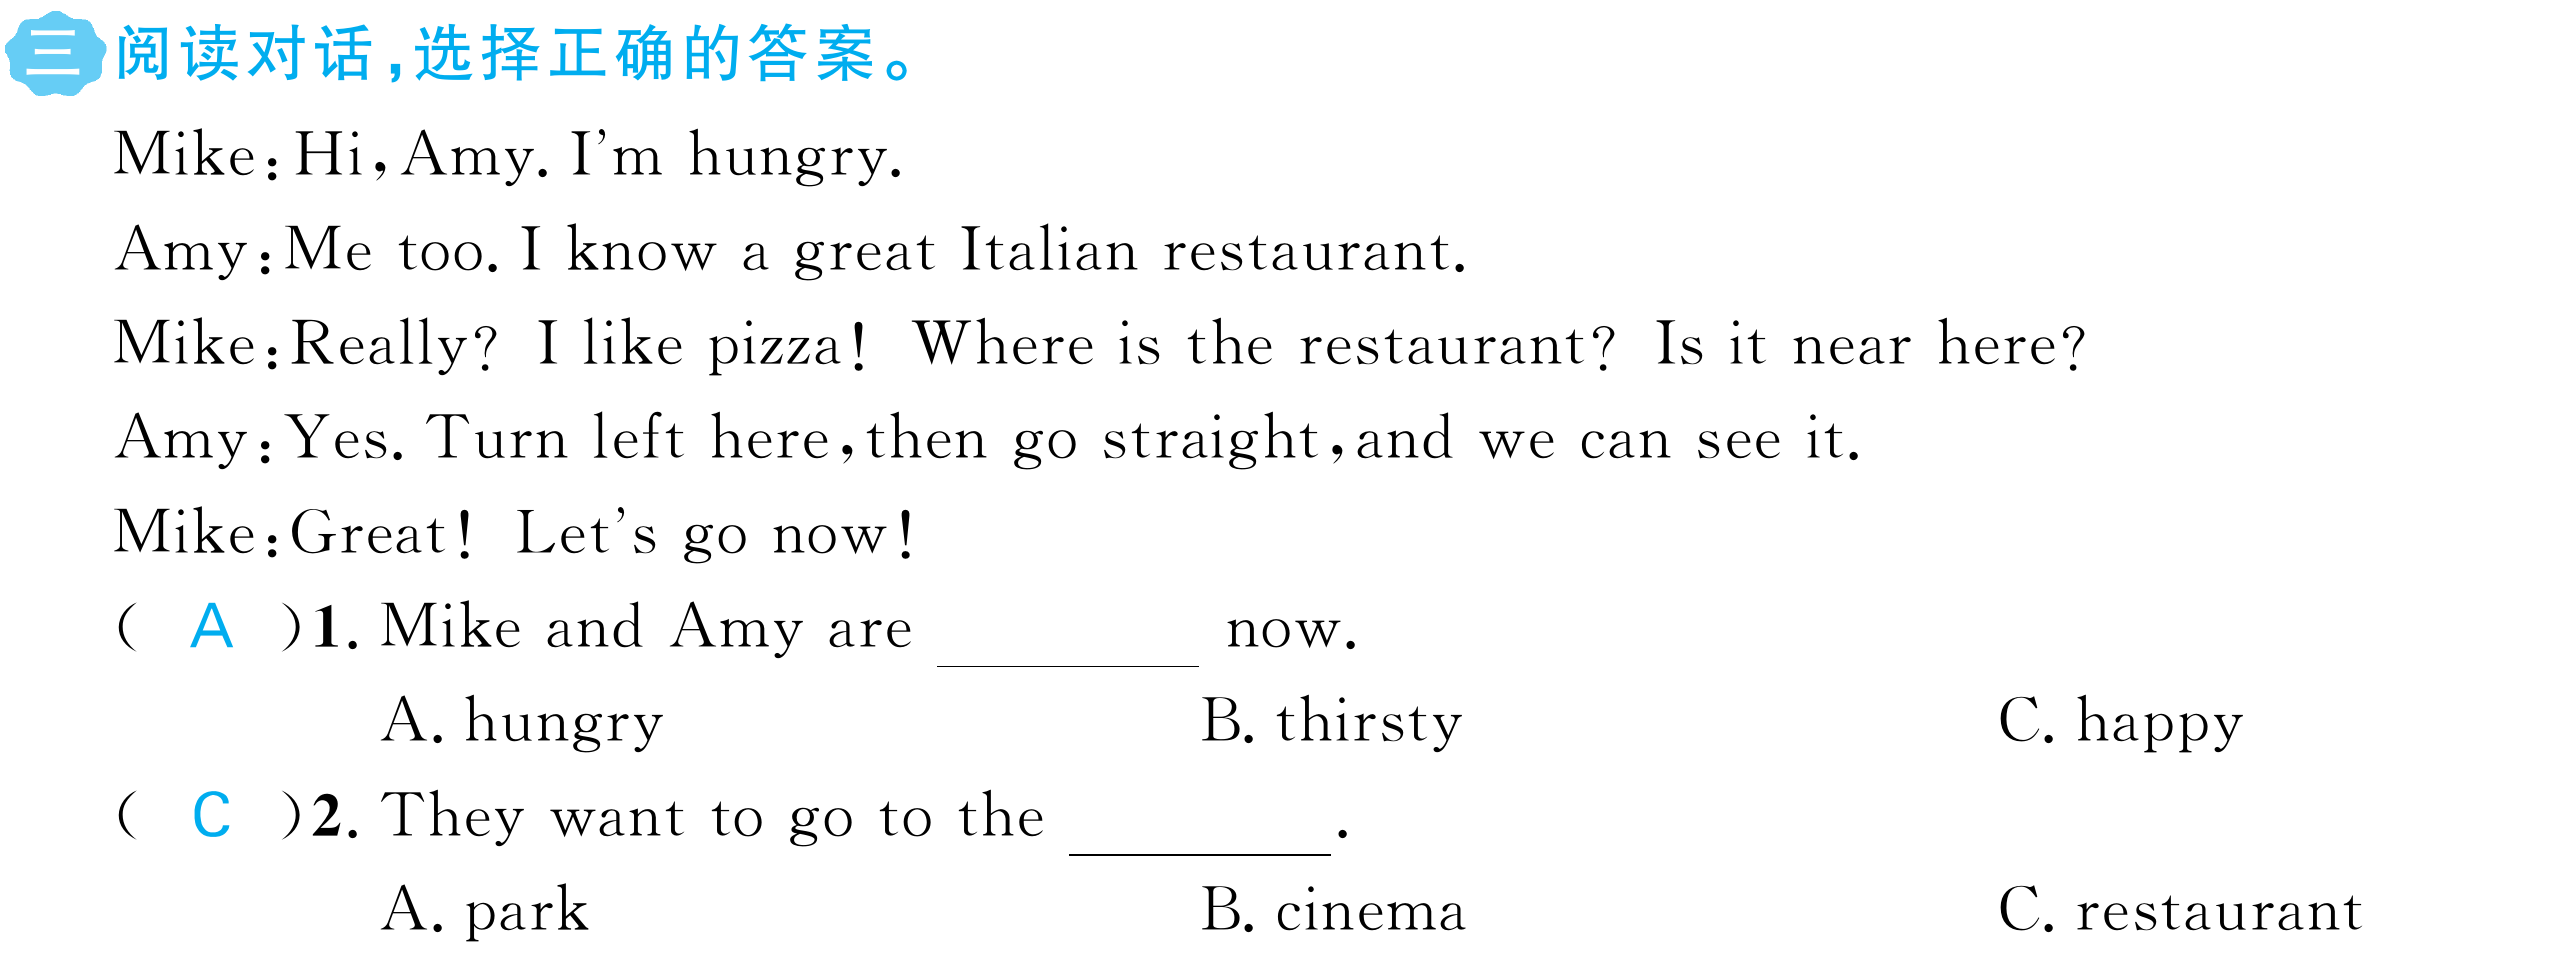 三 阅读对话,选择正确的答案。
Mike:Hi,Amy. I'm hungry.
Amy:Me too. I know a great Italian restaurant.
Mike:Really? I like pizza! Where is the restaurant? Is it near here?
Amy:Yes. Turn left here,then go straight,and we can see it.
Mike:Great! Let's go now!
( A )1. Mike and Amy are ________ now.
A. hungry B. thirsty C. happy
( C )2. They want to go to the ________.
A. park B. cinema C. restaurant